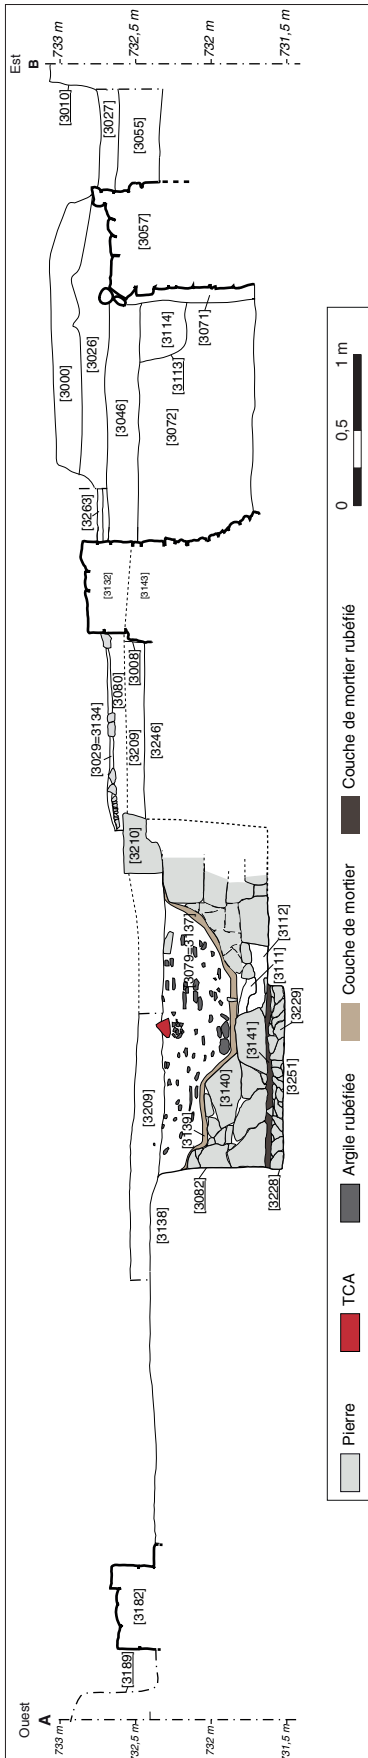 Ouest
A
Est
B
733 m
732,5 m
732 m
731,5 m
733 m
732,5 m
732 m
731,5 m
[3189]
[3182]
[3138]
[3209]
[3082]
[3139]
[3140]
[3141]
[3228]
[3251]
[3229]
[3111]
[3112]
[3079=3137]
[3210]
[3029=3134]
[3080]
[3209]
[3246]
[3008]
[3132]
[3143]
[3263]
[3000]
[3026]
[3046]
[3072]
[3113]
[3114]
[3071]
[3057]
[3055]
[3027]
[3010]
Pierre
TCA
Argile rubéfiée
Couche de mortier
Couche de mortier rubéfié
0
0,5
1 m